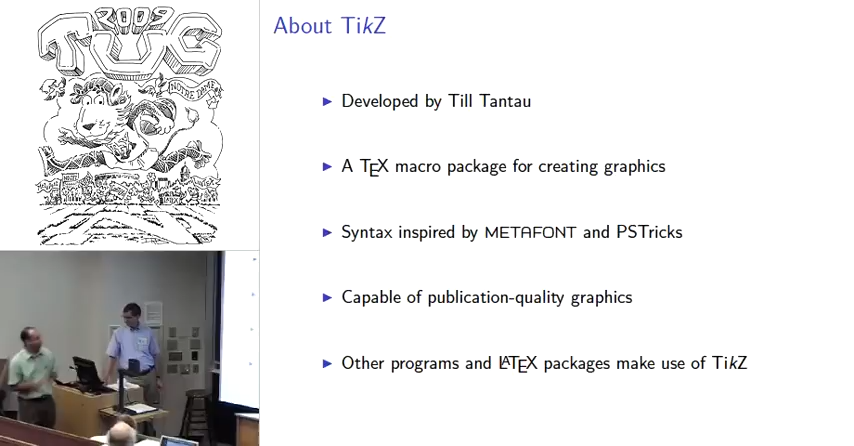 2009
TUG
NOTRE DAME
About TikZ
▶ Developed by Till Tantau
▶ A TEX macro package for creating graphics
▶ Syntax inspired by METAFONT and PSTricks
▶ Capable of publication-quality graphics
▶ Other programs and LATEX packages make use of TikZ